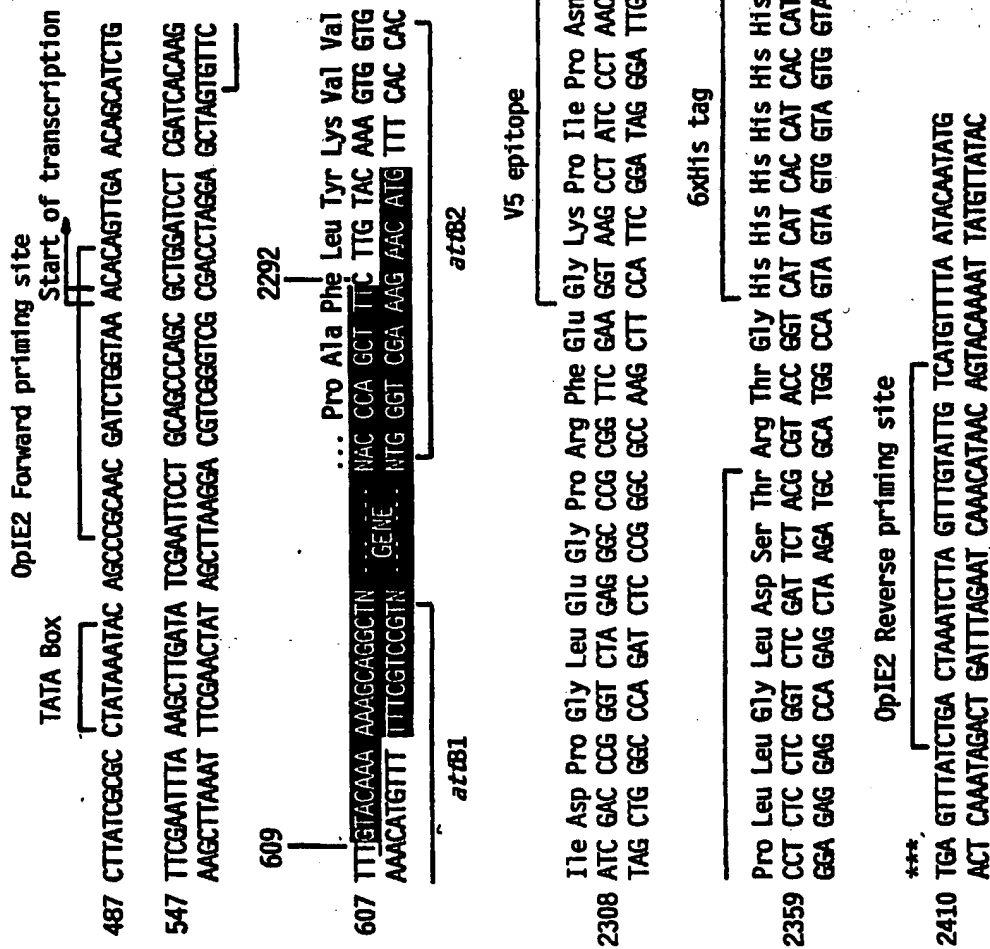 OpIE2 Forward priming site
TATA Box
Start of transcription
487 CTTATCGCGC CTATAAATAC AGCCCGCAAC GATCTGGTAA ACACAGTTGA ACAGCATCTG
547 TTCGAATTTA AAGCTTGATA TCGAATTCCT GCAGCCCAGC GCTGGATCCT CGATCACAAG
AAGCTTAAAT TTCGAACTAT AGCTTAAGGA CGTCGGGTCG CGACCTAGGA GCTAGTGTTC
609
2292
... Pro Ala Phe Leu Tyr Lys Val Val
607 TTTGTACAAA AAAGCAGGCTN ... ... NAC CCA GCT TTC TTG TAC AAA GTG GTG
AAACATGTTT TTTCGTCCGTN ... GENE ... NTG GGT CGA AAG AAC ATG TTT CAC CAC
attB1
attB2
V5 epitope
Ile Asp Pro Gly Leu Glu Gly Pro Arg Phe Glu Gly Lys Pro Ile Pro Asn
2308 ATC GAC CCG GGT CTA GAG GGC CCG CGG TTC GAA GGT AAG CCT ATC CCT AAC
TAG CTG GGC CCA GAT CTC CCG GGC GCC AAG CTT CCA TTC GGA TAG GGA TTG
6xHis tag
Pro Leu Leu Gly Leu Asp Ser Thr Arg Thr Gly His His His His His His
2359 CCT CTC CTC GGT CTC GAT TCT ACG CGT ACC GGT CAT CAT CAC CAT CAC CAT
GGA GAG GAG CCA GAG CTA AGA TGC GCA TGG CCA GTA GTA GTG GTA GTG GTA
OpIE2 Reverse priming site
***
2410 TGA GTTTATCTGA CTAAATCTTA GTTTGTATTG TCATGTTTTA ATACAATATG
ACT CAAATAGACT GATTTAGAAT CAAACATAAC AGTACAAAAT TATGTTATAC